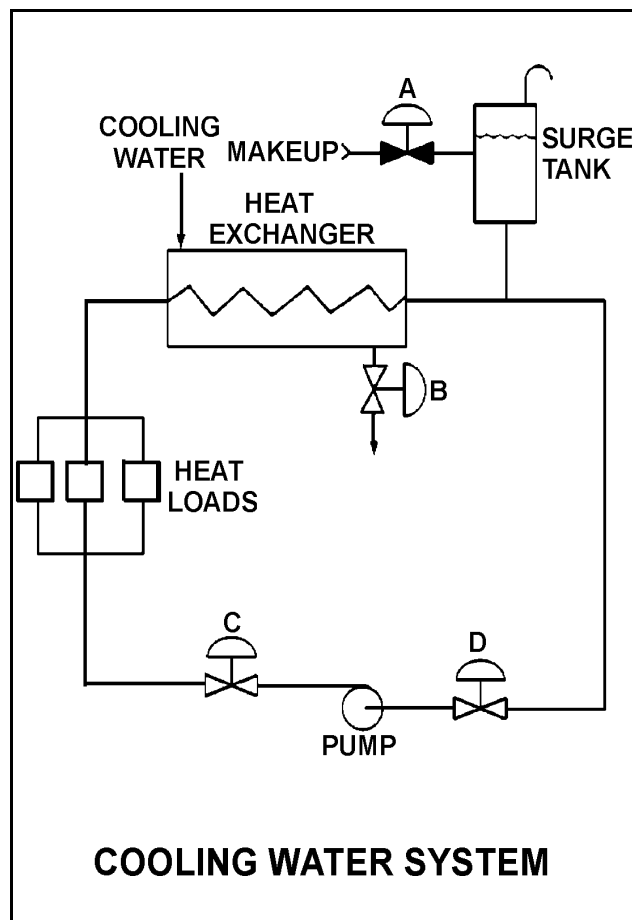 A
COOLING
WATER
MAKEUP
SURGE
TANK
HEAT
EXCHANGER
B
HEAT
LOADS
C
D
PUMP
COOLING WATER SYSTEM